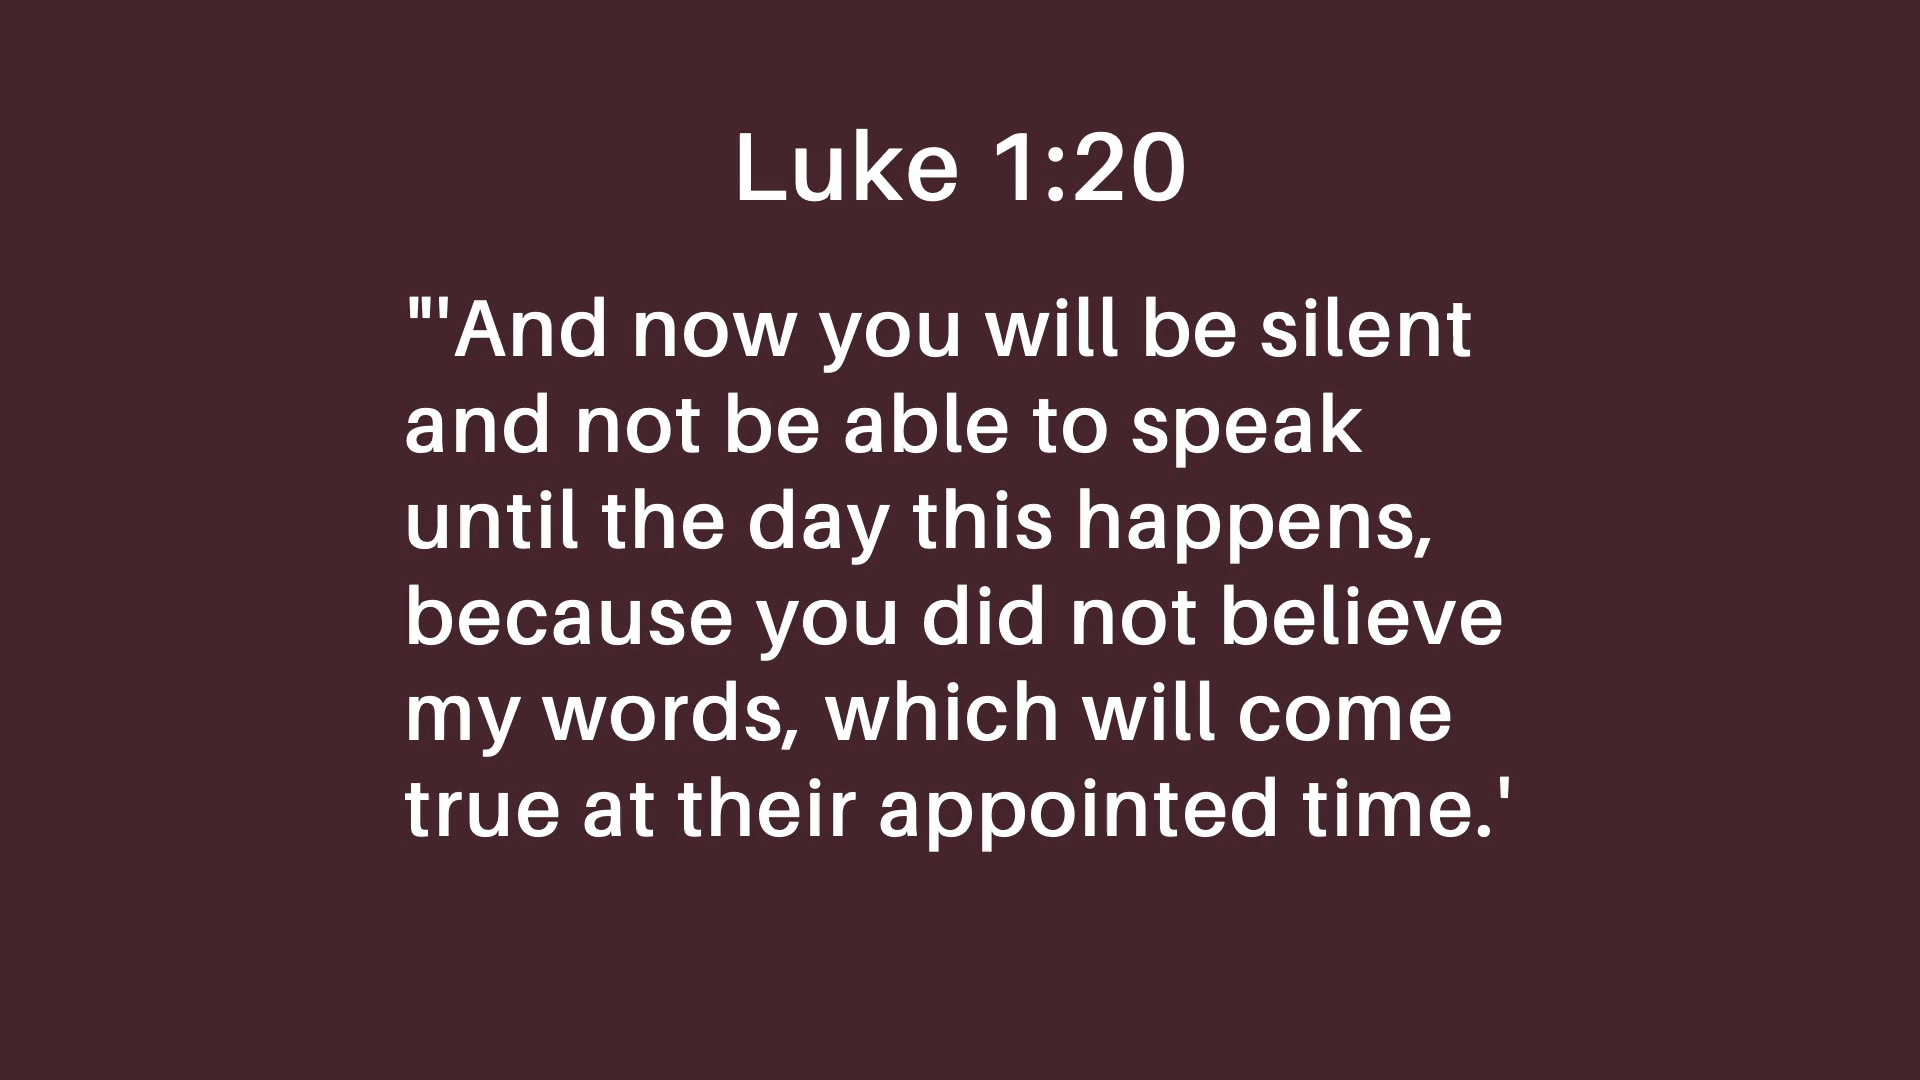 Luke 1:20
"'And now you will be silent
and not be able to speak
until the day this happens,
because you did not believe
my words, which will come
true at their appointed time.'